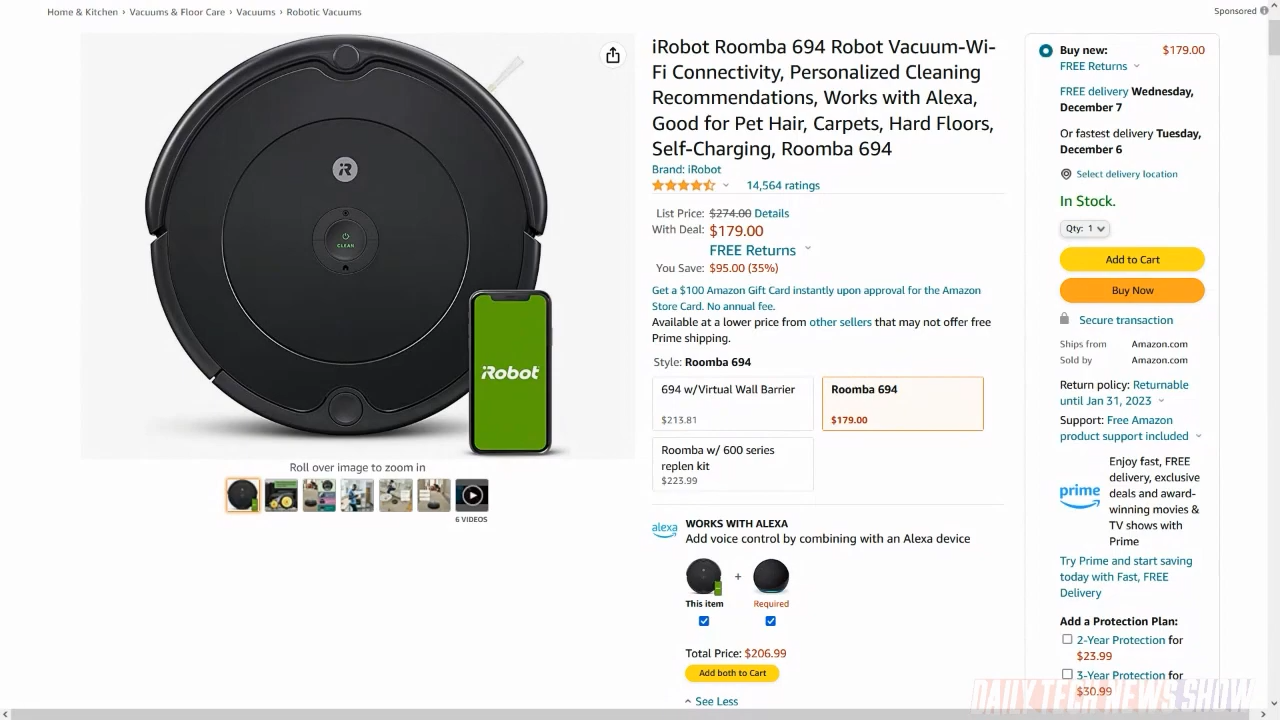 Home & Kitchen › Vacuums & Floor Care › Vacuums › Robotic Vacuums
Sponsored
iRobot Roomba 694 Robot Vacuum-Wi-
Fi Connectivity, Personalized Cleaning
Recommendations, Works with Alexa,
Good for Pet Hair, Carpets, Hard Floors,
Self-Charging, Roomba 694
Brand: iRobot
14,564 ratings
List Price: $274.00 Details
With Deal: $179.00
FREE Returns
You Save: $95.00 (35%)
Get a $100 Amazon Gift Card instantly upon approval for the Amazon
Store Card. No annual fee.
Available at a lower price from other sellers that may not offer free
Prime shipping.
Style: Roomba 694
694 w/Virtual Wall Barrier
$213.81
Roomba 694
$179.00
Roomba w/ 600 series
replen kit
$223.99
alexa
WORKS WITH ALEXA
Add voice control by combining with an Alexa device
+
This item
Required
Total Price: $206.99
Add both to Cart
See Less
CLEAN
iRobot
Roll over image to zoom in
6 VIDEOS
Buy new: $179.00
FREE Returns
FREE delivery Wednesday,
December 7
Or fastest delivery Tuesday,
December 6
Select delivery location
In Stock.
Qty: 1
Add to Cart
Buy Now
Secure transaction
Ships from Amazon.com
Sold by Amazon.com
Return policy: Returnable
until Jan 31, 2023
Support: Free Amazon
product support included
prime
Enjoy fast, FREE
delivery, exclusive
deals and award-
winning movies &
TV shows with
Prime
Try Prime and start saving
today with Fast, FREE
Delivery
Add a Protection Plan:
2-Year Protection for
$23.99
3-Year Protection for
$30.99
DAILY TECH NEWS SHOW